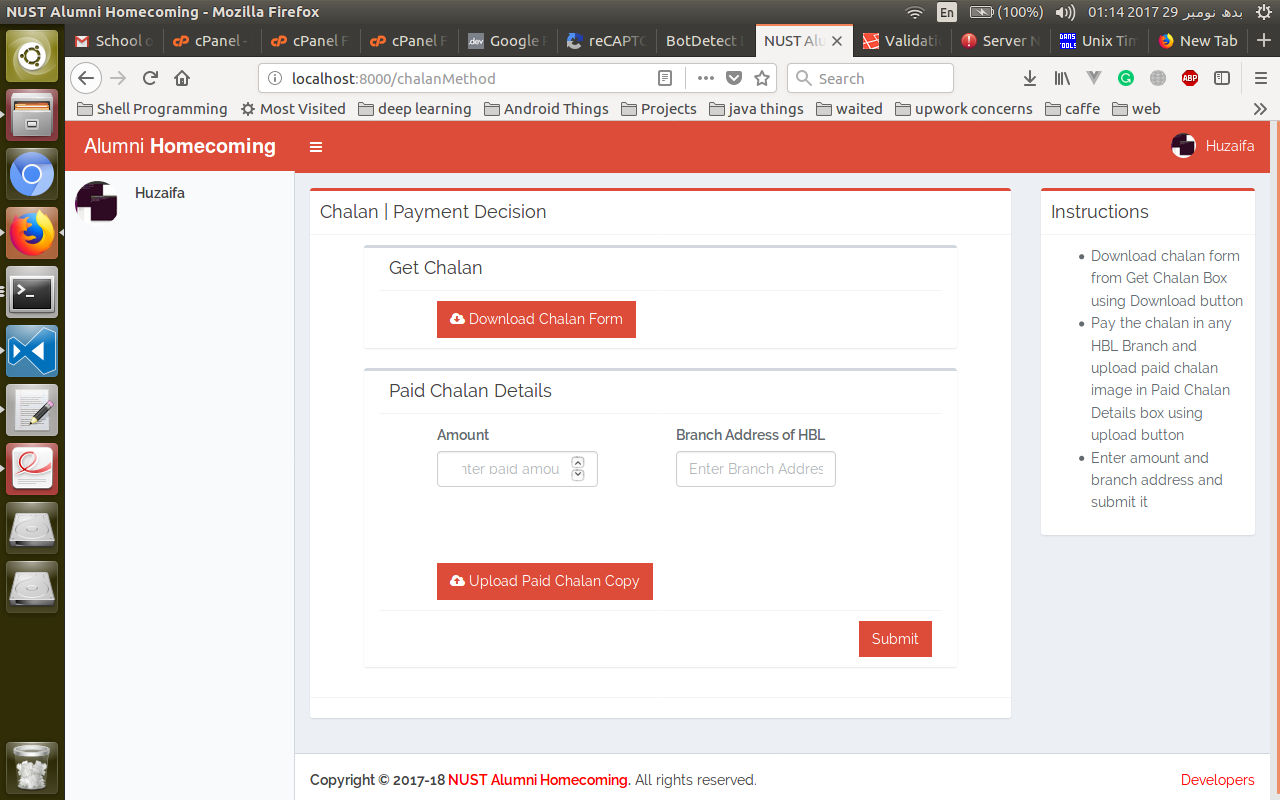 NUST Alumni Homecoming - Mozilla Firefox
En (100%) 01:14 2017 بدھ نومبر 29
School o cPanel - cPanel F cPanel F .dev Google F reCAPTC BotDetect NUST Alu Validati Server N DANS TOOLS Unix Tim New Tab
localhost:8000/chalanMethod Search ABP
Shell Programming Most Visited deep learning Android Things Projects java things waited upwork concerns caffe web
Alumni Homecoming Huzaifa
Huzaifa
Chalan | Payment Decision
Get Chalan
Download Chalan Form
Paid Chalan Details
Amount Branch Address of HBL
nter paid amou Enter Branch Addres
Upload Paid Chalan Copy
Submit
Instructions
Download chalan form
from Get Chalan Box
using Download button
Pay the chalan in any
HBL Branch and
upload paid chalan
image in Paid Chalan
Details box using
upload button
Enter amount and
branch address and
submit it
Copyright © 2017-18 NUST Alumni Homecoming. All rights reserved. Developers